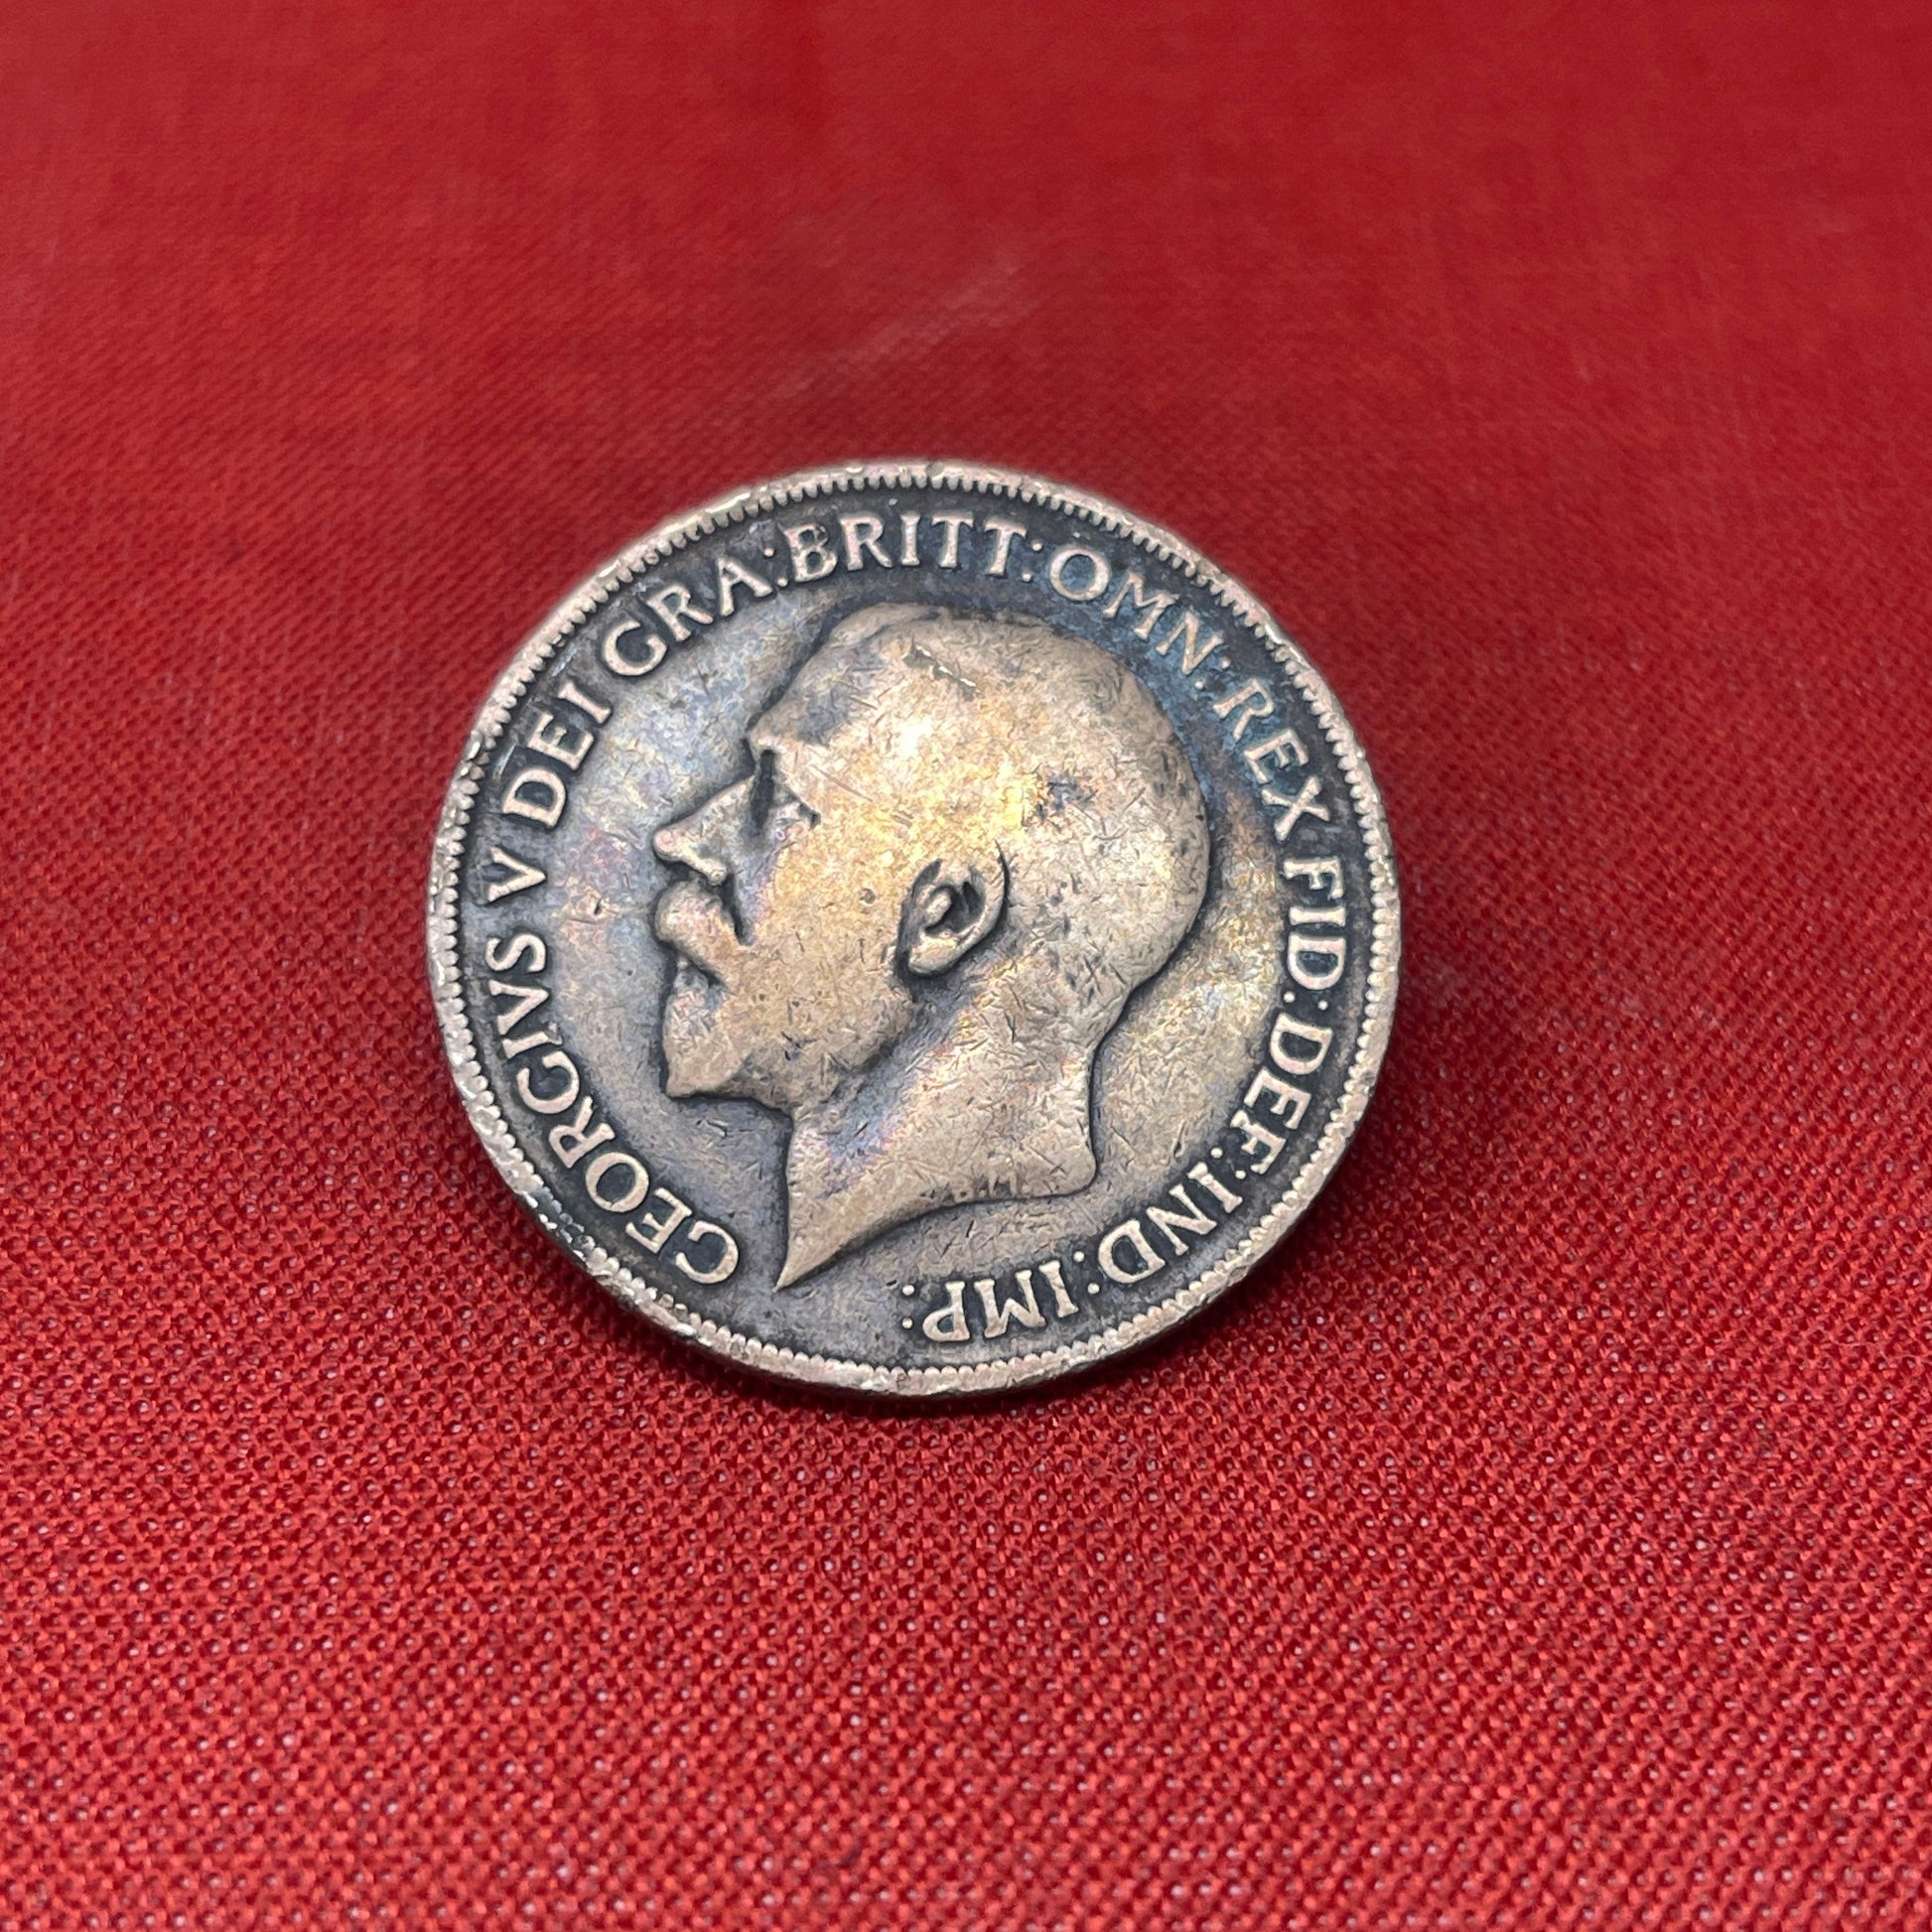 GEORGIVS V DEI GRA:BRITT:OMN:REX FID:DEF:IND:IMP: